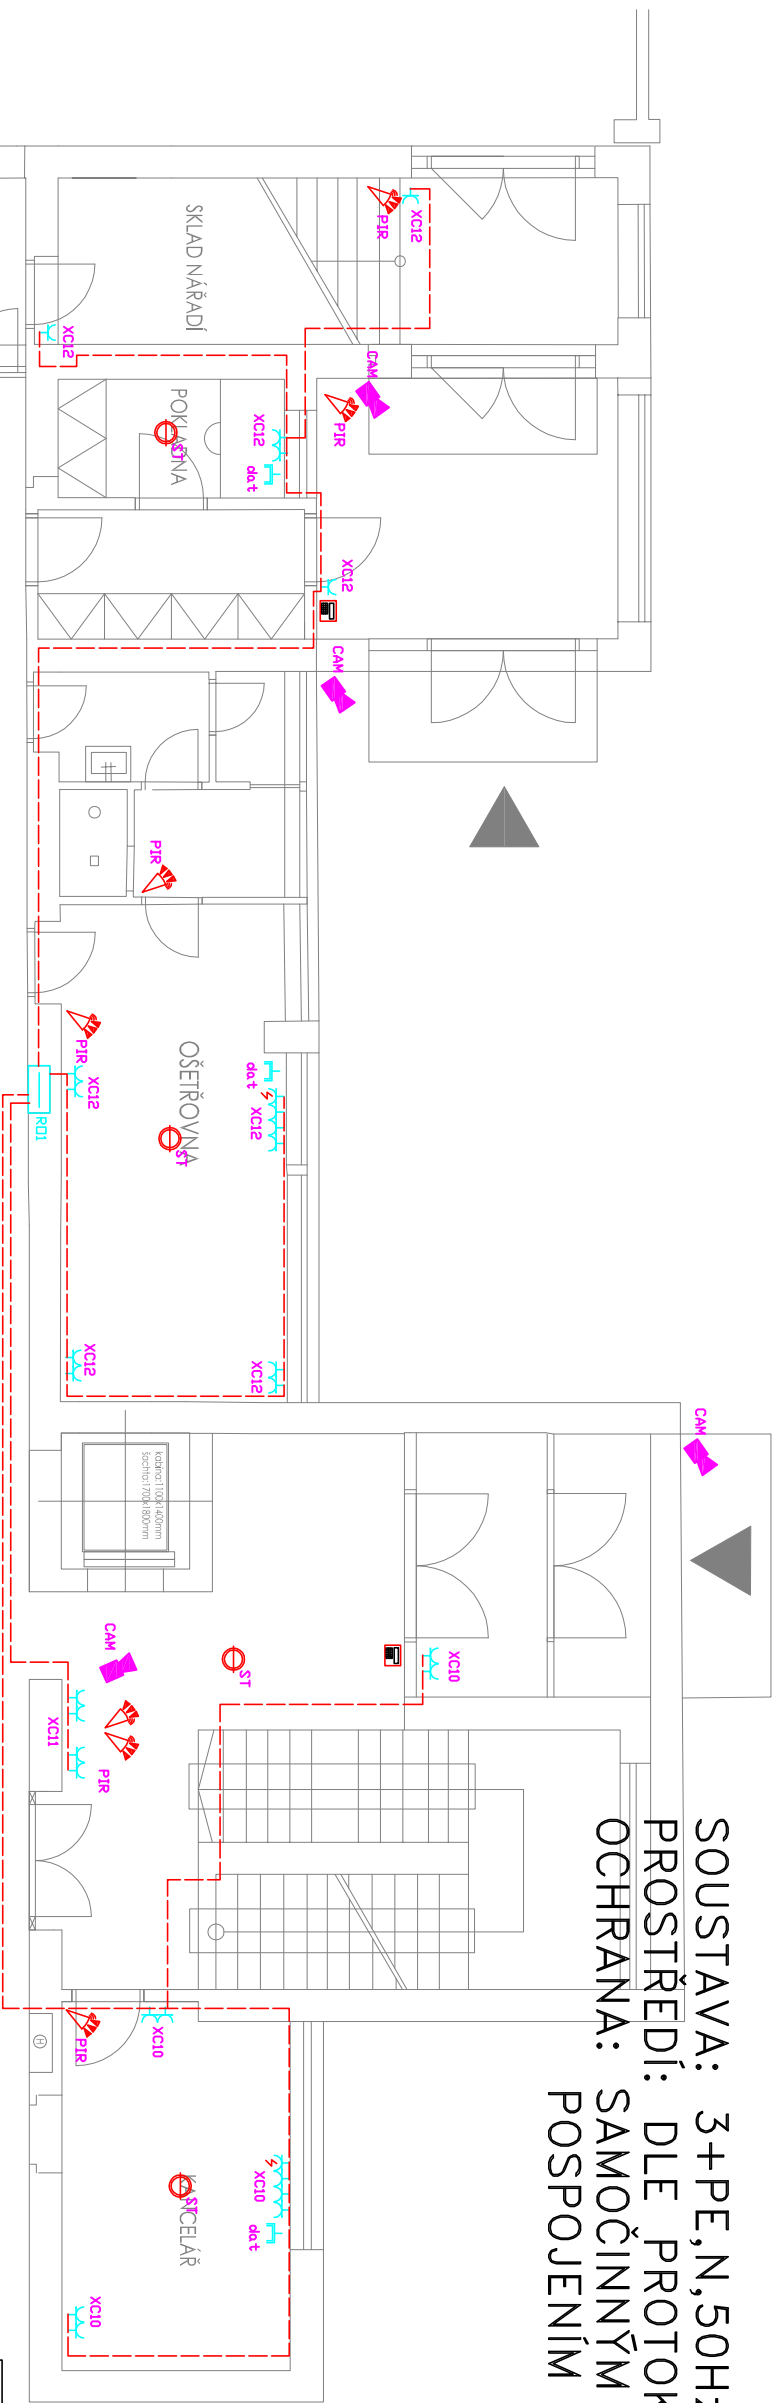 SOUSTAVA: 3+PE,N,50Hz
PROSTŘEDÍ: DLE PROTOK
OCHRANA: SAMOČINNÝM
POSPOJENÍM
CAM
XC12
PIR
CAM
PIR
XC12
CAM
XC12
dat
SKLAD NÁŘADÍ
POKLADNA
ST
XC12
PIR
dat
XC12
OŠETŘOVNA
ST
PIR
XC12
RD1
XC12
XC12
kabina:1100x1400mm
šachta:1700x1800mm
XC10
ST
CAM
PIR
XC11
XC10
PIR
H
XC10
dat
KANCELÁŘ
ST
XC10